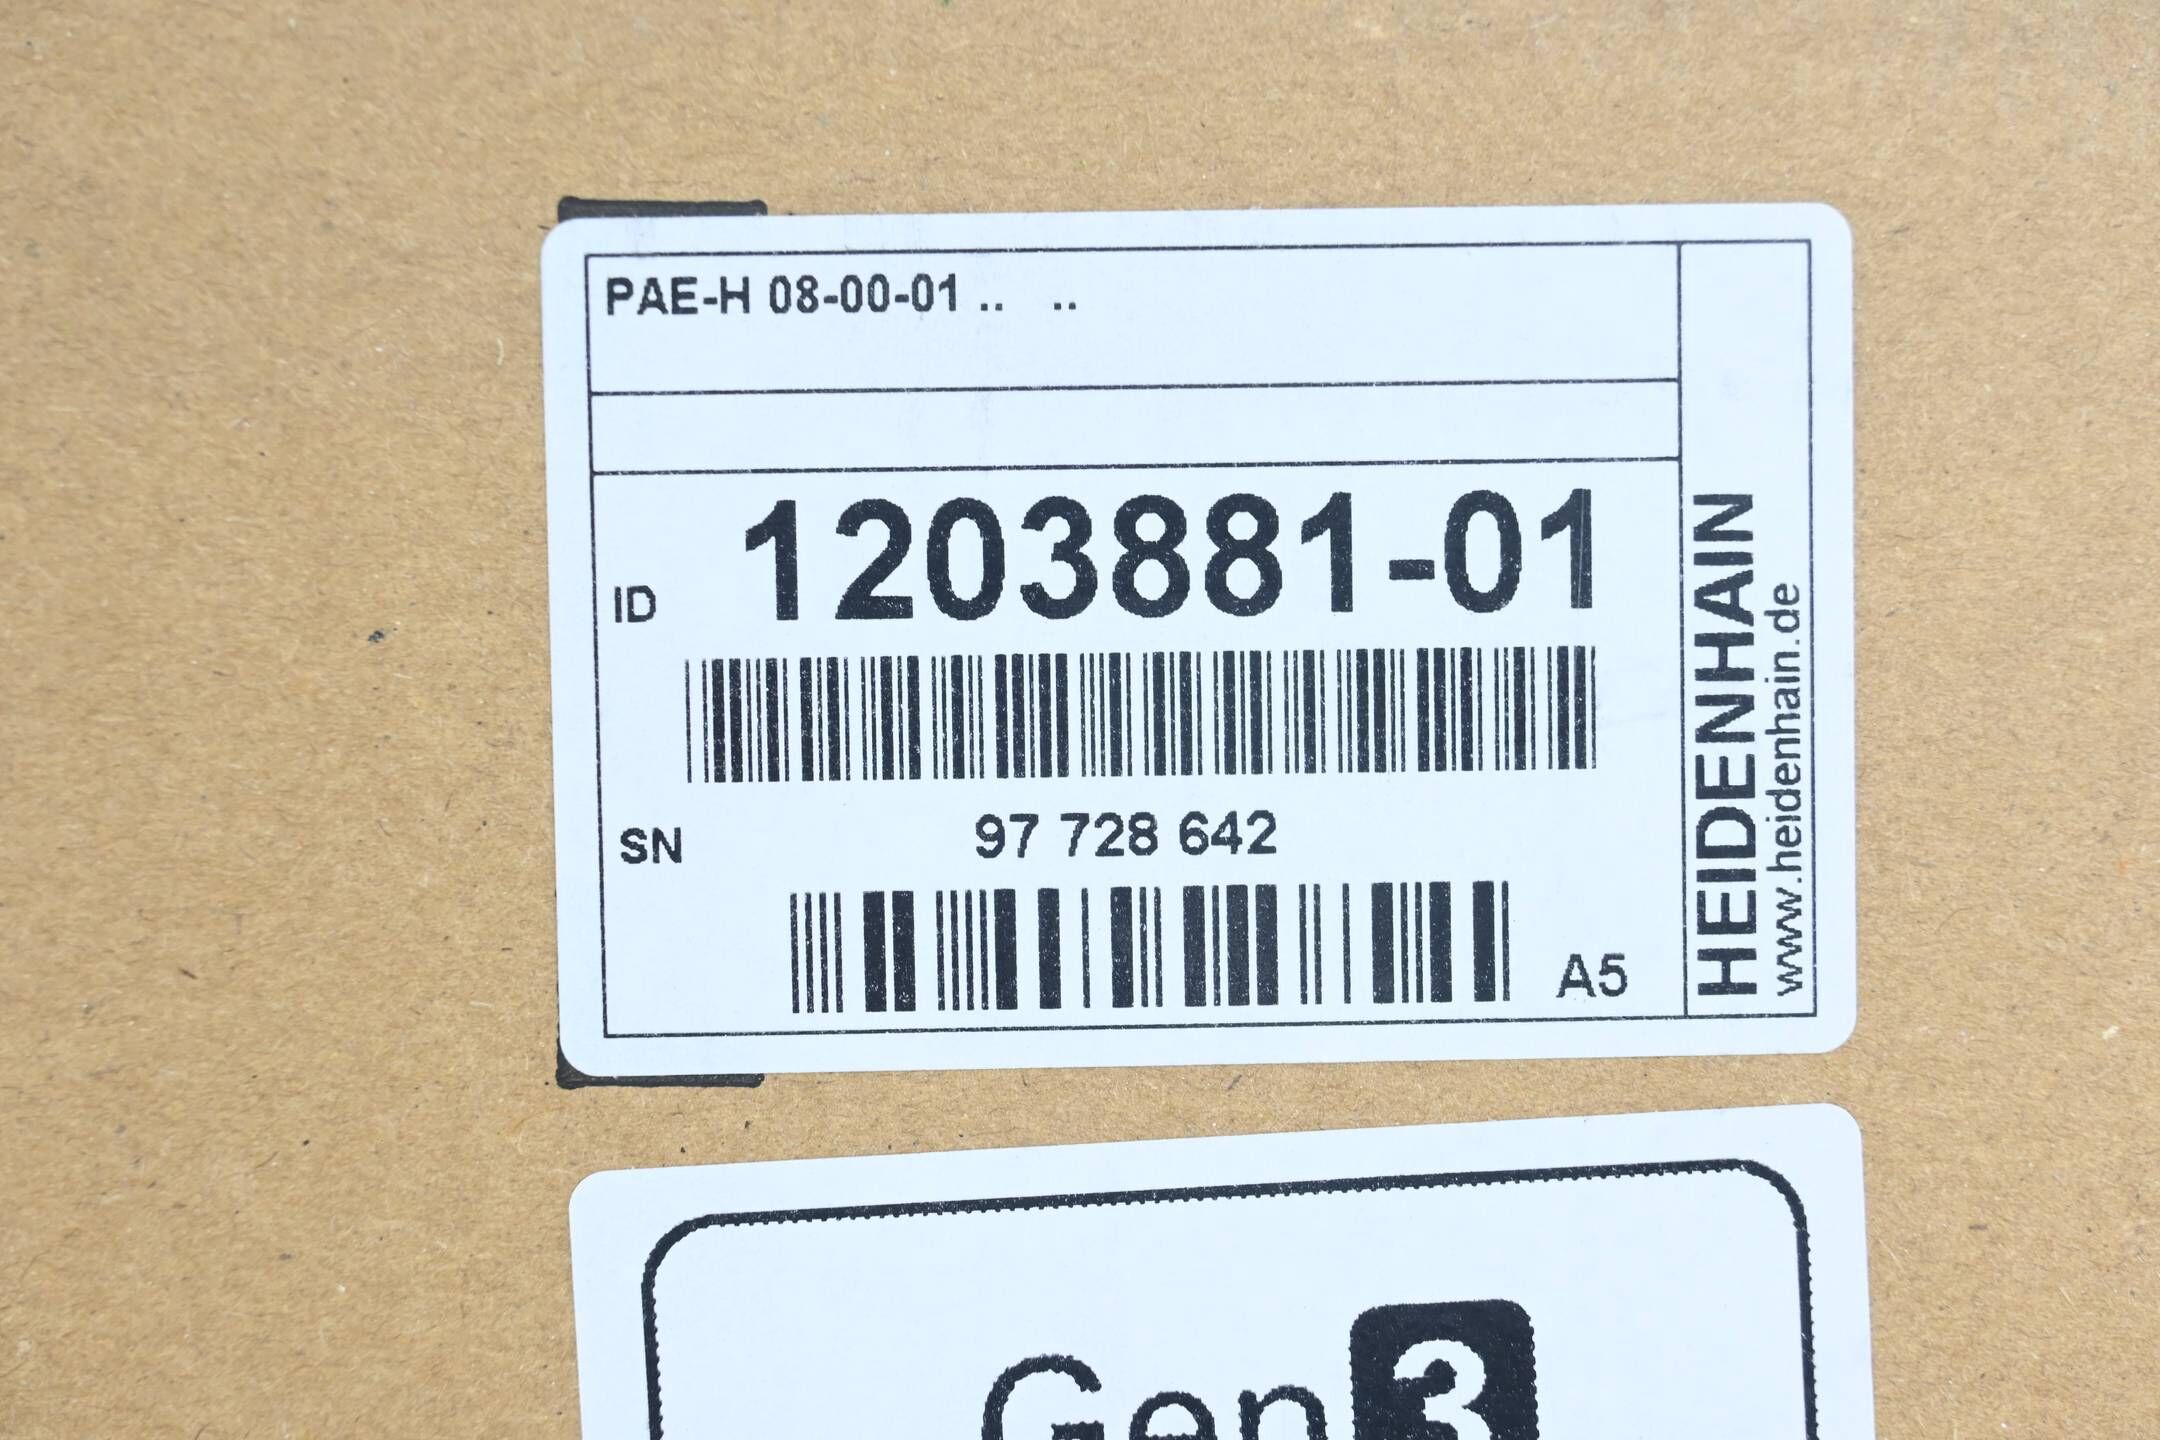 PAE-H 08-00-01 .. ..
ID 1203881-01
SN 97 728 642
A5
HEIDENHAIN
www.heidenhain.de
Gen 3